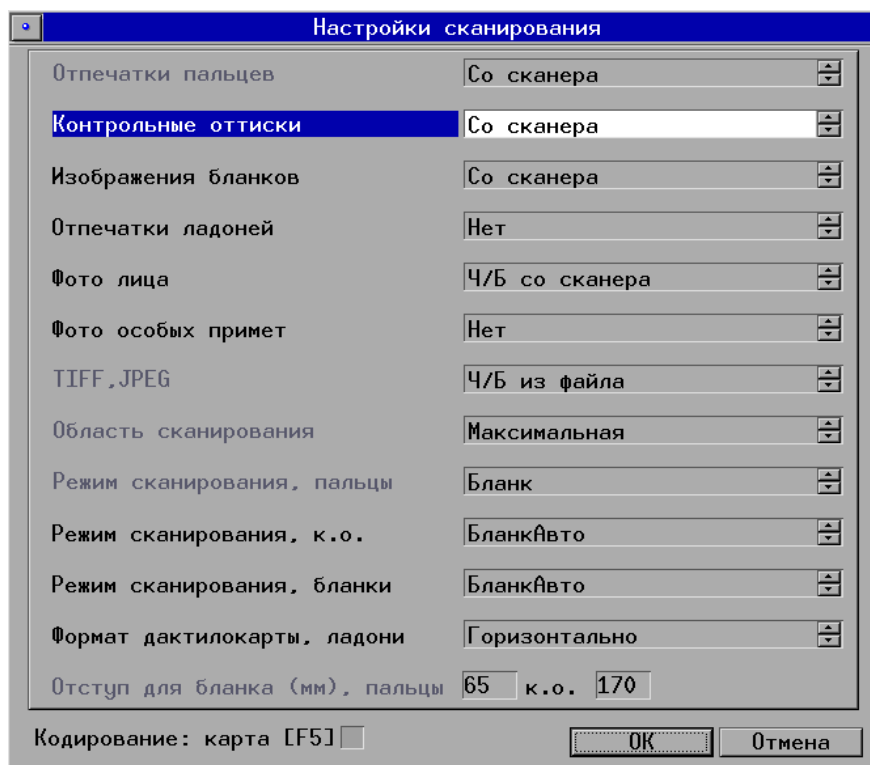 Настройки сканирования
Отпечатки пальцев Со сканера
Контрольные оттиски Со сканера
Изображения бланков Со сканера
Отпечатки ладоней Нет
Фото лица Ч/Б со сканера
Фото особых примет Нет
TIFF,JPEG Ч/Б из файла
Область сканирования Максимальная
Режим сканирования, пальцы Бланк
Режим сканирования, к.о. БланкАвто
Режим сканирования, бланки БланкАвто
Формат дактилокарты, ладони Горизонтально
Отступ для бланка (мм), пальцы 65 к.о. 170
Кодирование: карта [F5] OK Отмена